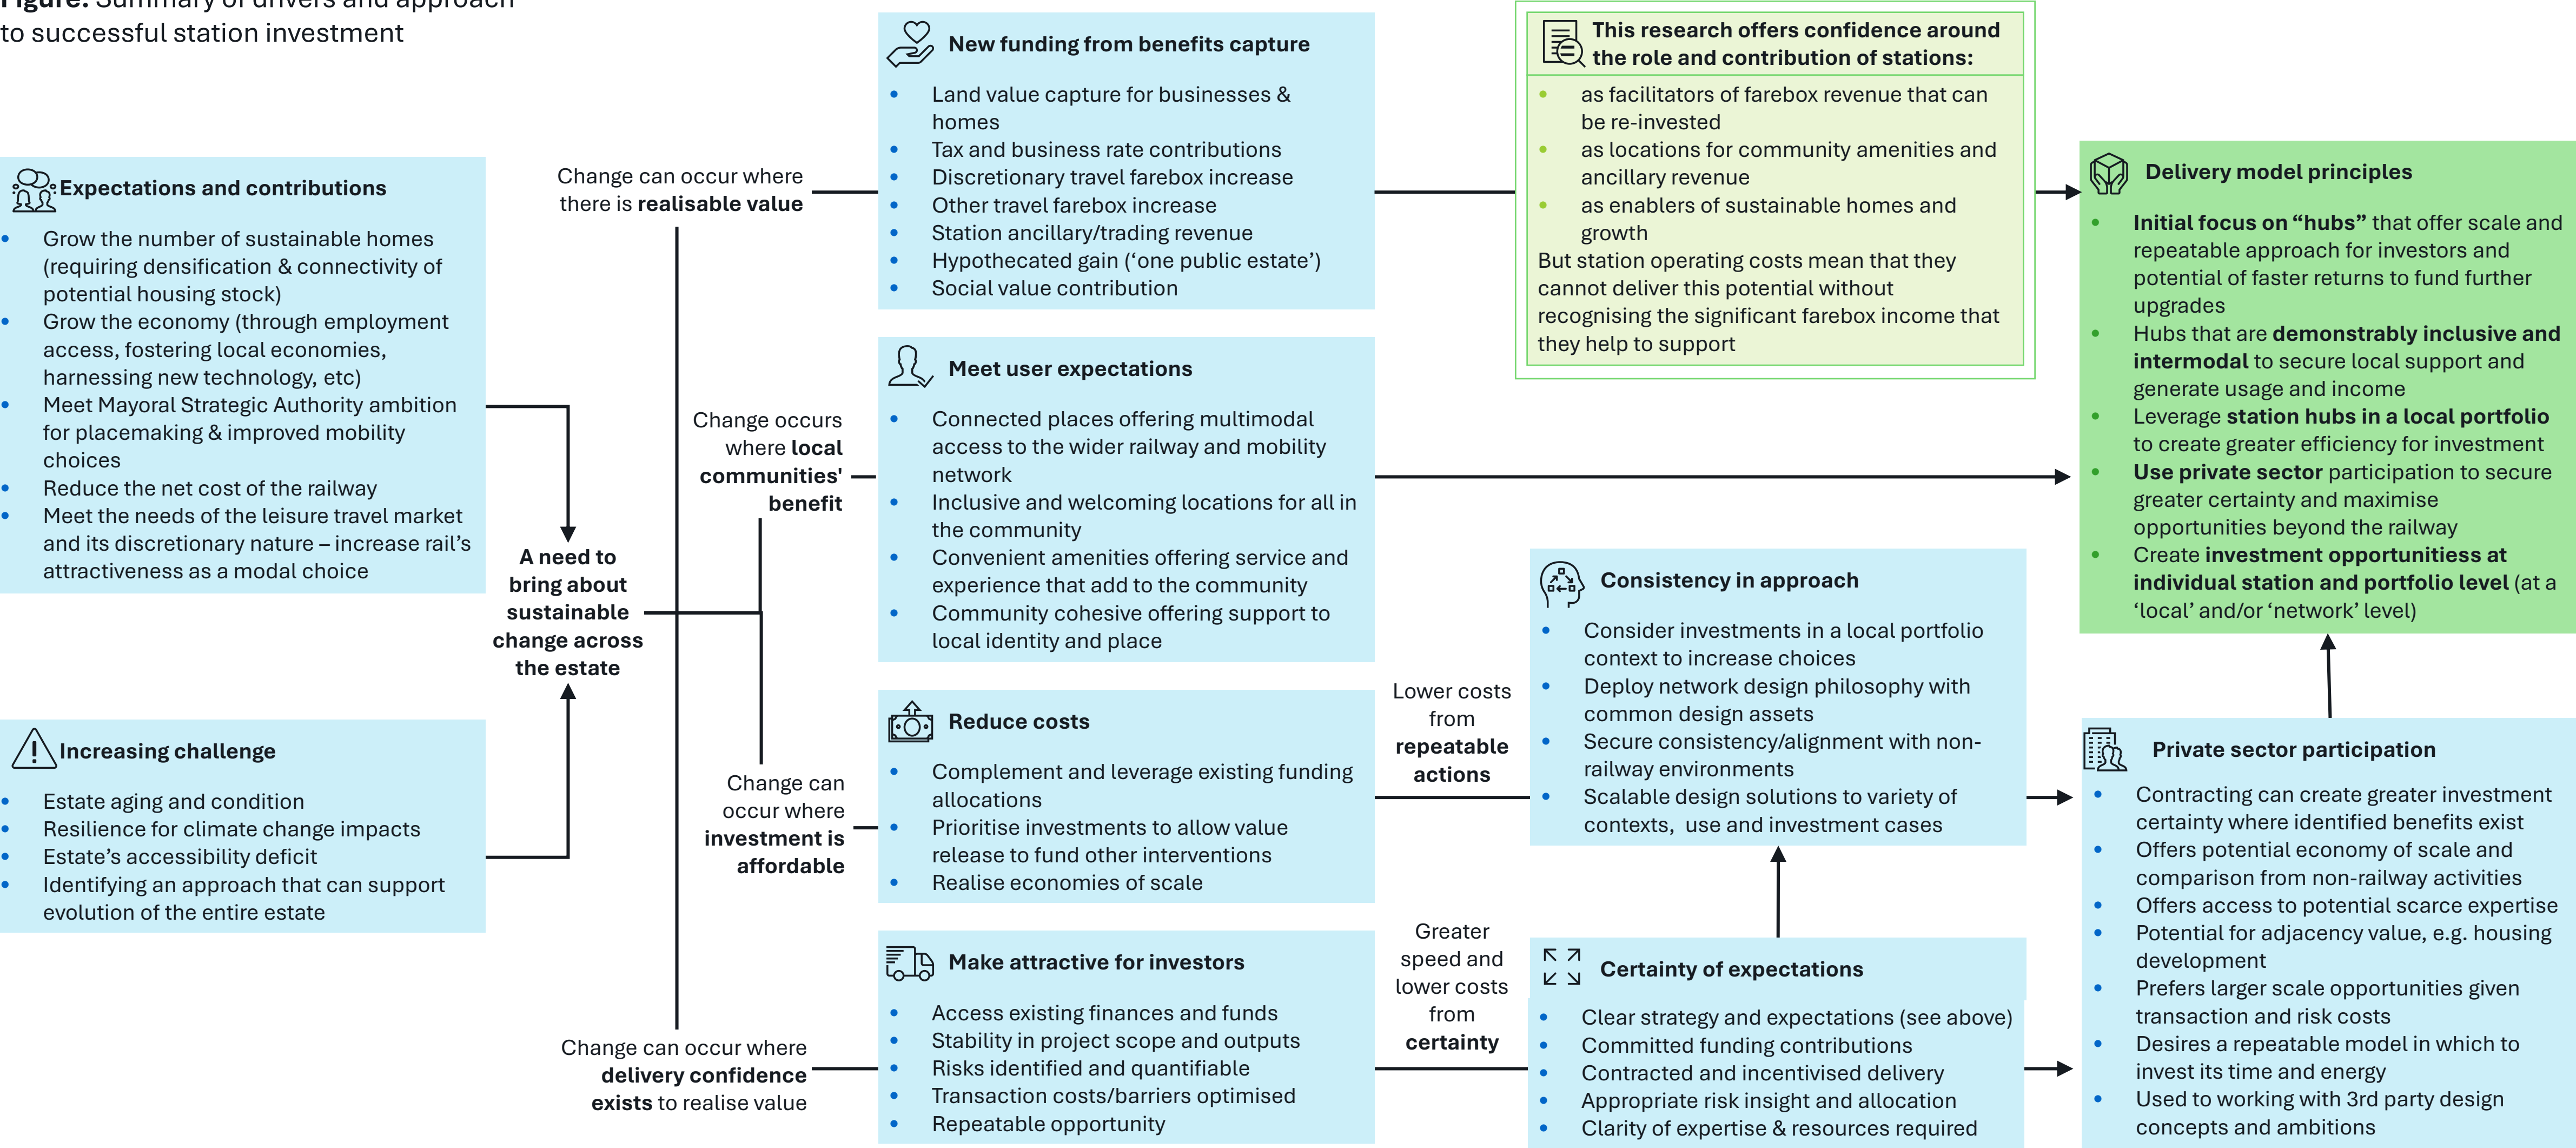 Figure: Summary of drivers and approach
to successful station investment
Expectations and contributions
Grow the number of sustainable homes
(requiring densification & connectivity of
potential housing stock)
Grow the economy (through employment
access, fostering local economies,
harnessing new technology, etc)
Meet Mayoral Strategic Authority ambition
for placemaking & improved mobility
choices
Reduce the net cost of the railway
Meet the needs of the leisure travel market
and its discretionary nature – increase rail's
attractiveness as a modal choice
Increasing challenge
Estate aging and condition
Resilience for climate change impacts
Estate's accessibility deficit
Identifying an approach that can support
evolution of the entire estate
A need to
bring about
sustainable
change across
the estate
Change can occur where
there is realisable value
Change occurs
where local
communities'
benefit
Change can
occur where
investment is
affordable
Change can occur where
delivery confidence
exists to realise value
New funding from benefits capture
Land value capture for businesses &
homes
Tax and business rate contributions
Discretionary travel farebox increase
Other travel farebox increase
Station ancillary/trading revenue
Hypothecated gain ('one public estate')
Social value contribution
Meet user expectations
Connected places offering multimodal
access to the wider railway and mobility
network
Inclusive and welcoming locations for all in
the community
Convenient amenities offering service and
experience that add to the community
Community cohesive offering support to
local identity and place
Reduce costs
Complement and leverage existing funding
allocations
Prioritise investments to allow value
release to fund other interventions
Realise economies of scale
Make attractive for investors
Access existing finances and funds
Stability in project scope and outputs
Risks identified and quantifiable
Transaction costs/barriers optimised
Repeatable opportunity
Lower costs
from
repeatable
actions
Greater
speed and
lower costs
from
certainty
This research offers confidence around
the role and contribution of stations:
as facilitators of farebox revenue that can
be re-invested
as locations for community amenities and
ancillary revenue
as enablers of sustainable homes and
growth
But station operating costs mean that they
cannot deliver this potential without
recognising the significant farebox income that
they help to support
Consistency in approach
Consider investments in a local portfolio
context to increase choices
Deploy network design philosophy with
common design assets
Secure consistency/alignment with non-
railway environments
Scalable design solutions to variety of
contexts, use and investment cases
Certainty of expectations
Clear strategy and expectations (see above)
Committed funding contributions
Contracted and incentivised delivery
Appropriate risk insight and allocation
Clarity of expertise & resources required
Delivery model principles
Initial focus on “hubs” that offer scale and
repeatable approach for investors and
potential of faster returns to fund further
upgrades
Hubs that are demonstrably inclusive and
intermodal to secure local support and
generate usage and income
Leverage station hubs in a local portfolio
to create greater efficiency for investment
Use private sector participation to secure
greater certainty and maximise
opportunities beyond the railway
Create investment opportunitiess at
individual station and portfolio level (at a
‘local’ and/or ‘network’ level)
Private sector participation
Contracting can create greater investment
certainty where identified benefits exist
Offers potential economy of scale and
comparison from non-railway activities
Offers access to potential scarce expertise
Potential for adjacency value, e.g. housing
development
Prefers larger scale opportunities given
transaction and risk costs
Desires a repeatable model in which to
invest its time and energy
Used to working with 3rd party design
concepts and ambitions